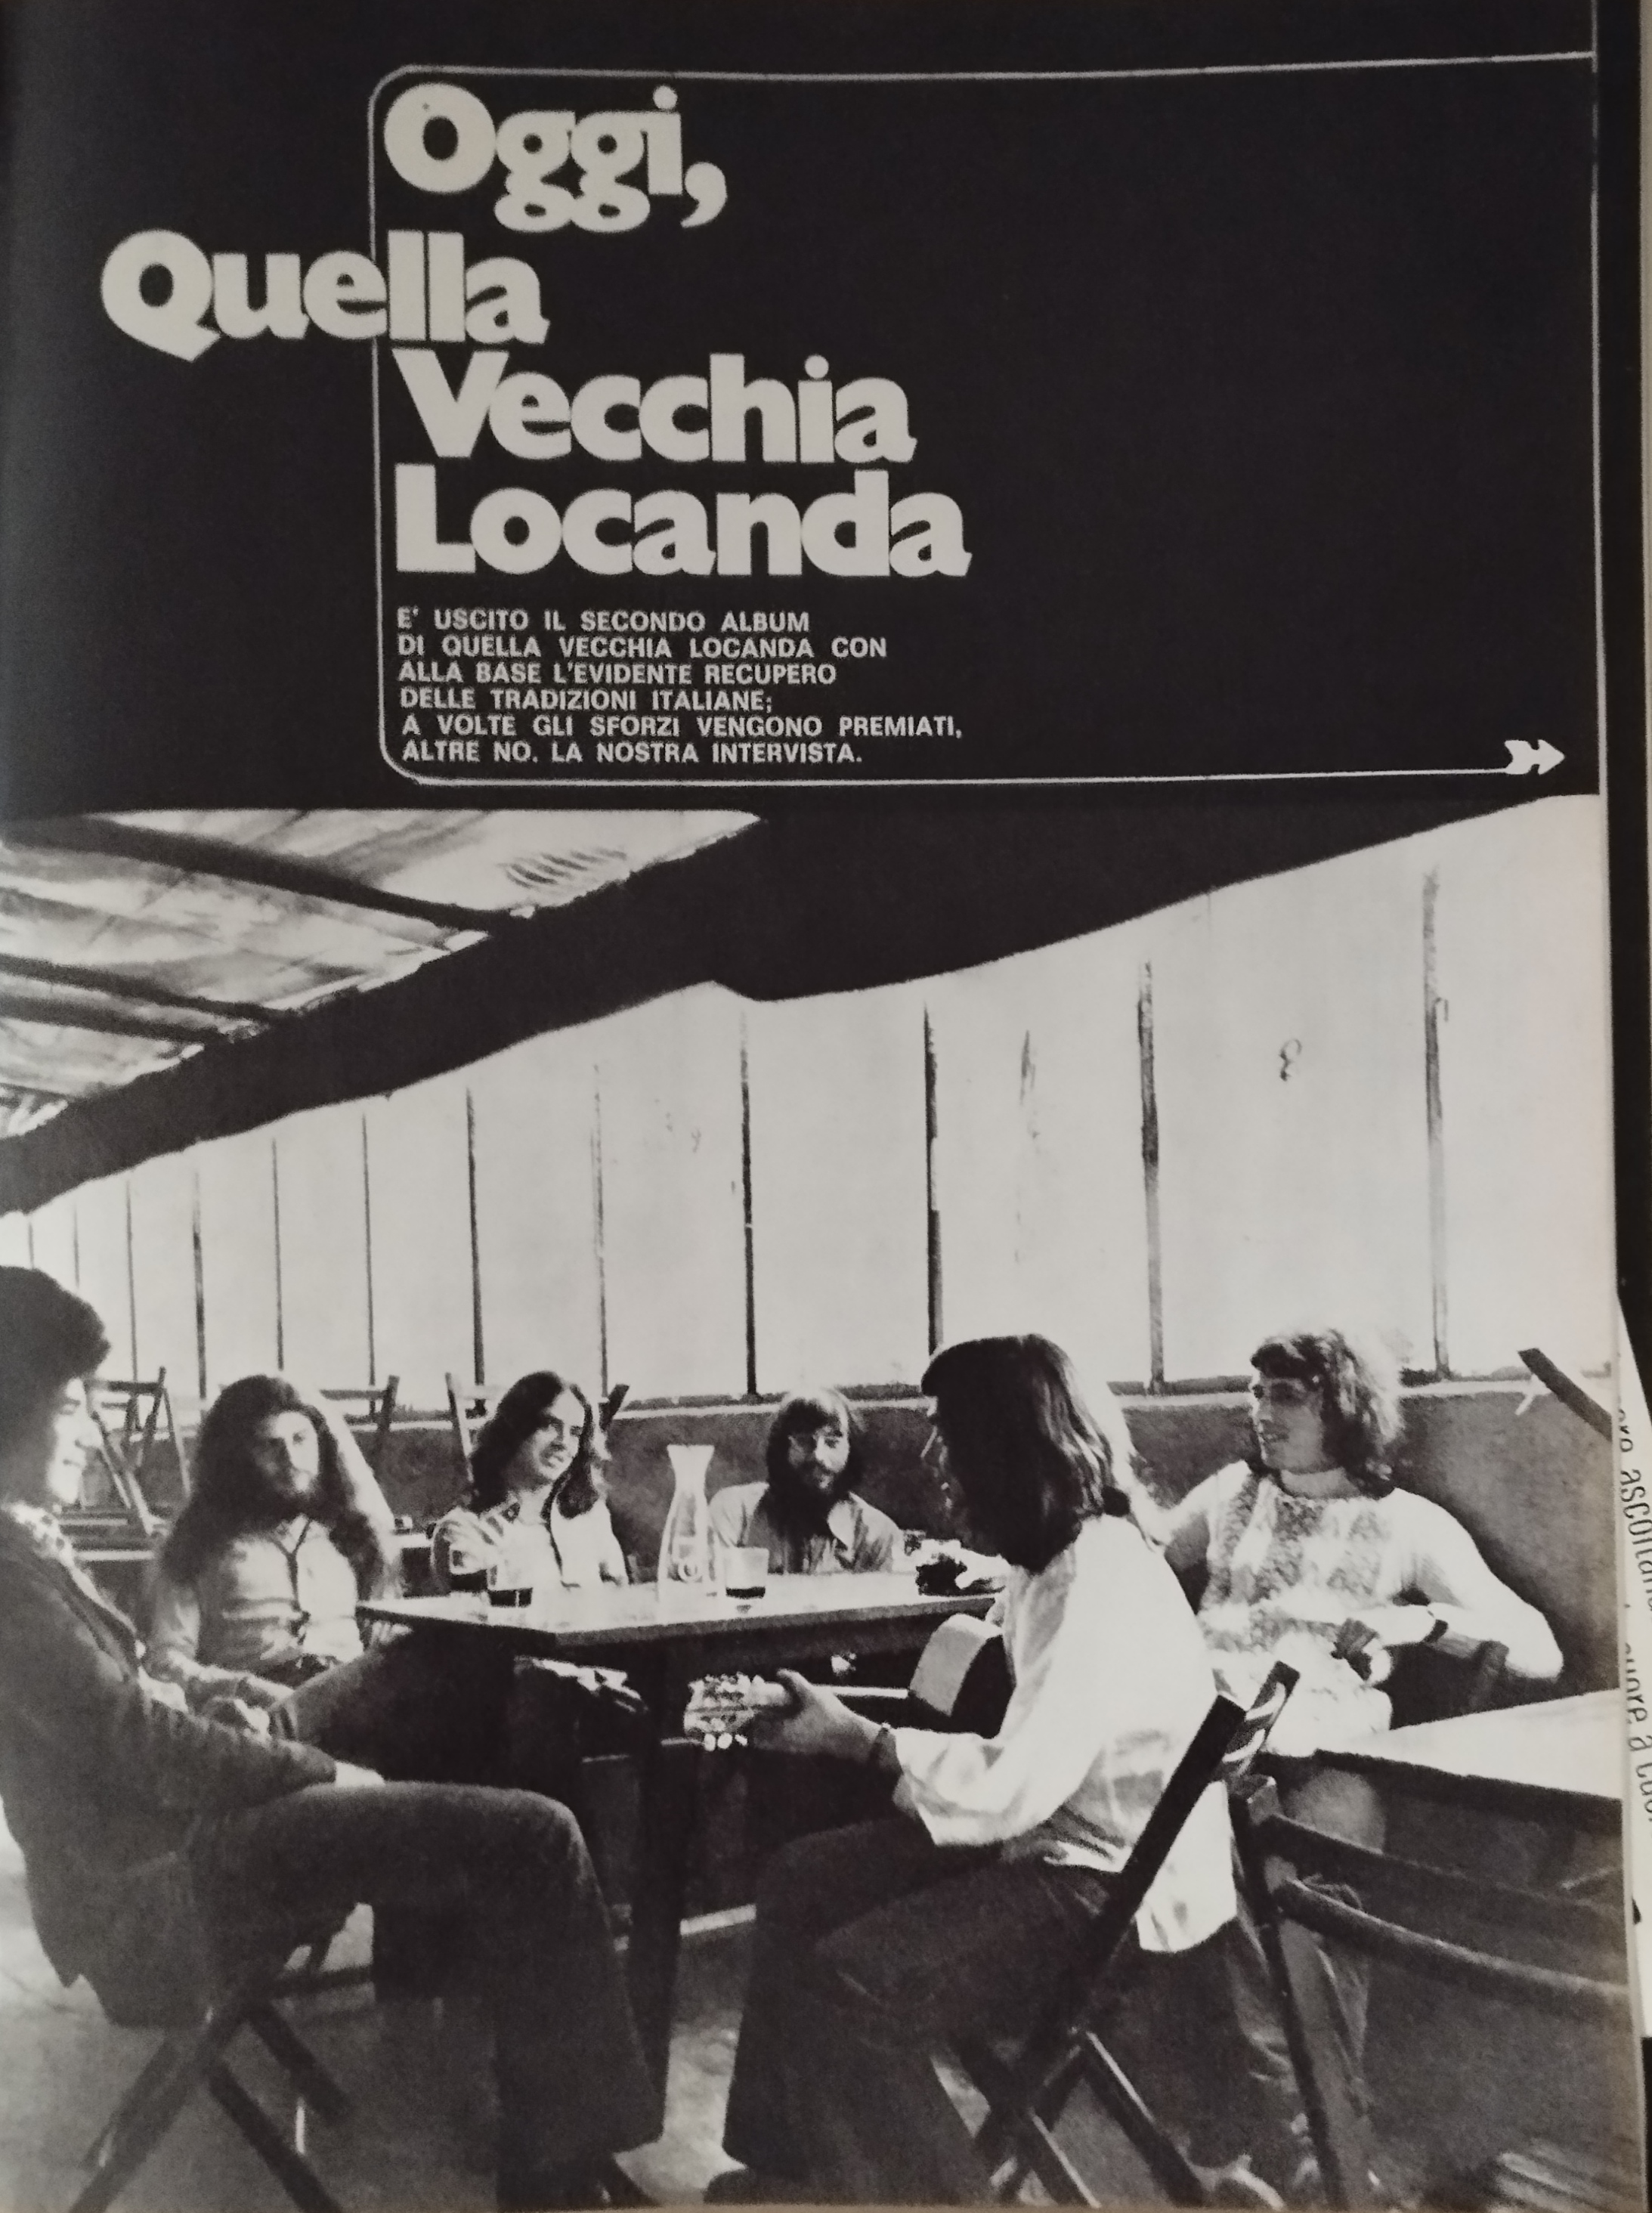 Oggi,
Quella
Vecchia
Locanda
E' USCITO IL SECONDO ALBUM
DI QUELLA VECCHIA LOCANDA CON
ALLA BASE L'EVIDENTE RECUPERO
DELLE TRADIZIONI ITALIANE;
A VOLTE GLI SFORZI VENGONO PREMIATI,
ALTRE NO. LA NOSTRA INTERVISTA.